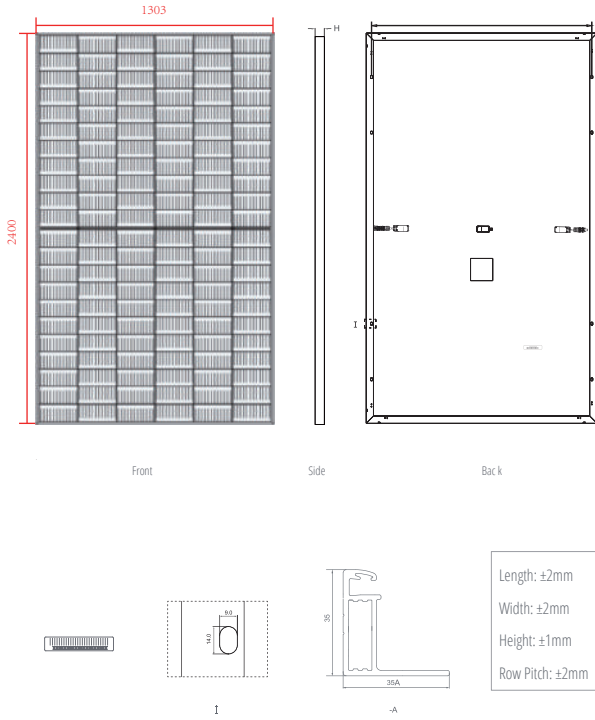 1303
H
2400
I
Front
Side
Bac k
Length: ±2mm
Width: ±2mm
Height: ±1mm
Row Pitch: ±2mm
9.0
14.0
35
35A
I
-A